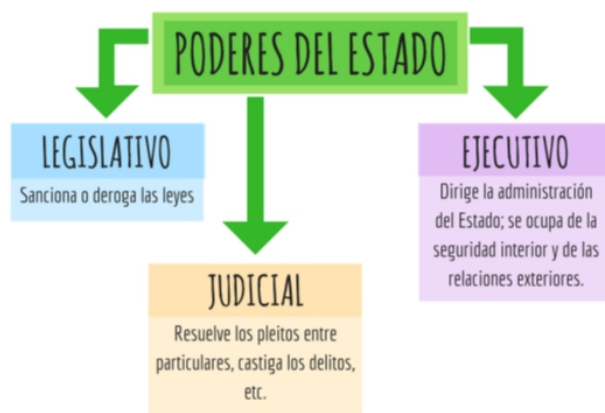 PODERES DEL ESTADO
LEGISLATIVO
Sanciona o deroga las leyes
EJECUTIVO
Dirige la administración
del Estado; se ocupa de la
seguridad interior y de las
relaciones exteriores.
JUDICIAL
Resuelve los pleitos entre
particulares, castiga los delitos,
etc.